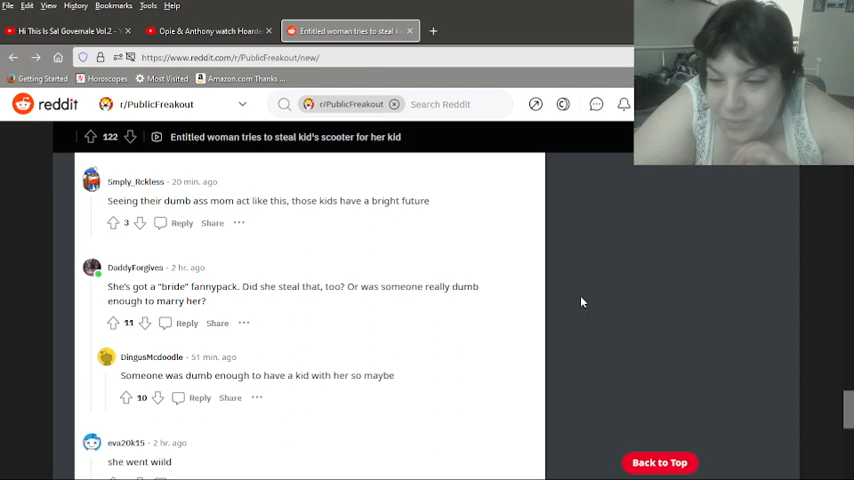 File Edit View History Bookmarks Tools Help
Hi This Is Sal Governale Vol.2 -
Opie & Anthony watch Hoarde
Entitled woman tries to steal ki
https://www.reddit.com/r/PublicFreakout/new/
Getting Started Horoscopes Most Visited Amazon.com Thanks ...
reddit r/PublicFreakout r/PublicFreakout Search Reddit
122 Entitled woman tries to steal kid's scooter for her kid
Smply_Rckless · 20 min. ago
Seeing their dumb ass mom act like this, those kids have a bright future
3 Reply Share ...
DaddyForgives · 2 hr. ago
She's got a "bride" fannypack. Did she steal that, too? Or was someone really dumb
enough to marry her?
11 Reply Share ...
DingusMcdoodle · 51 min. ago
Someone was dumb enough to have a kid with her so maybe
10 Reply Share ...
eva20k15 · 2 hr. ago
she went wiild
Back to Top